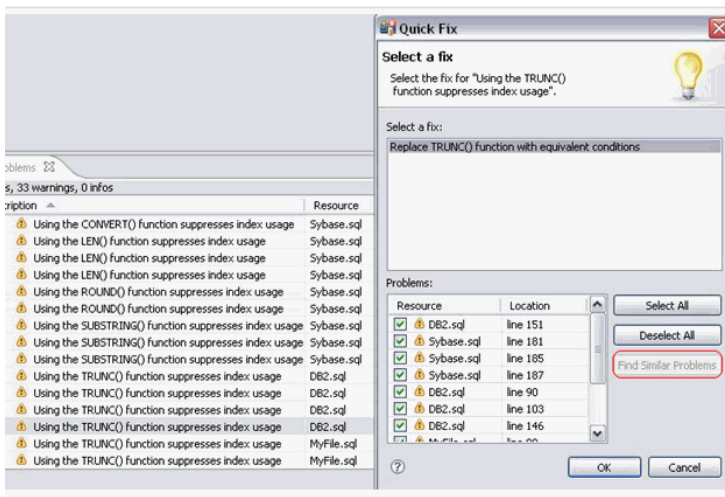 Quick Fix
Select a fix
Select the fix for "Using the TRUNC()
function suppresses index usage".
Select a fix:
Replace TRUNC() function with equivalent conditions
Problems:
Resource Location
DB2.sql line 151
Sybase.sql line 181
Sybase.sql line 185
Sybase.sql line 187
DB2.sql line 90
DB2.sql line 103
DB2.sql line 146
Select All
Deselect All
Find Similar Problems
?
OK Cancel
oblems
s, 33 warnings, 0 infos
cription Resource
Using the CONVERT() function suppresses index usage Sybase.sql
Using the LEN() function suppresses index usage Sybase.sql
Using the LEN() function suppresses index usage Sybase.sql
Using the LEN() function suppresses index usage Sybase.sql
Using the ROUND() function suppresses index usage Sybase.sql
Using the ROUND() function suppresses index usage Sybase.sql
Using the SUBSTRING() function suppresses index usage Sybase.sql
Using the SUBSTRING() function suppresses index usage Sybase.sql
Using the SUBSTRING() function suppresses index usage Sybase.sql
Using the TRUNC() function suppresses index usage DB2.sql
Using the TRUNC() function suppresses index usage DB2.sql
Using the TRUNC() function suppresses index usage DB2.sql
Using the TRUNC() function suppresses index usage DB2.sql
Using the TRUNC() function suppresses index usage MyFile.sql
Using the TRUNC() function suppresses index usage MyFile.sql